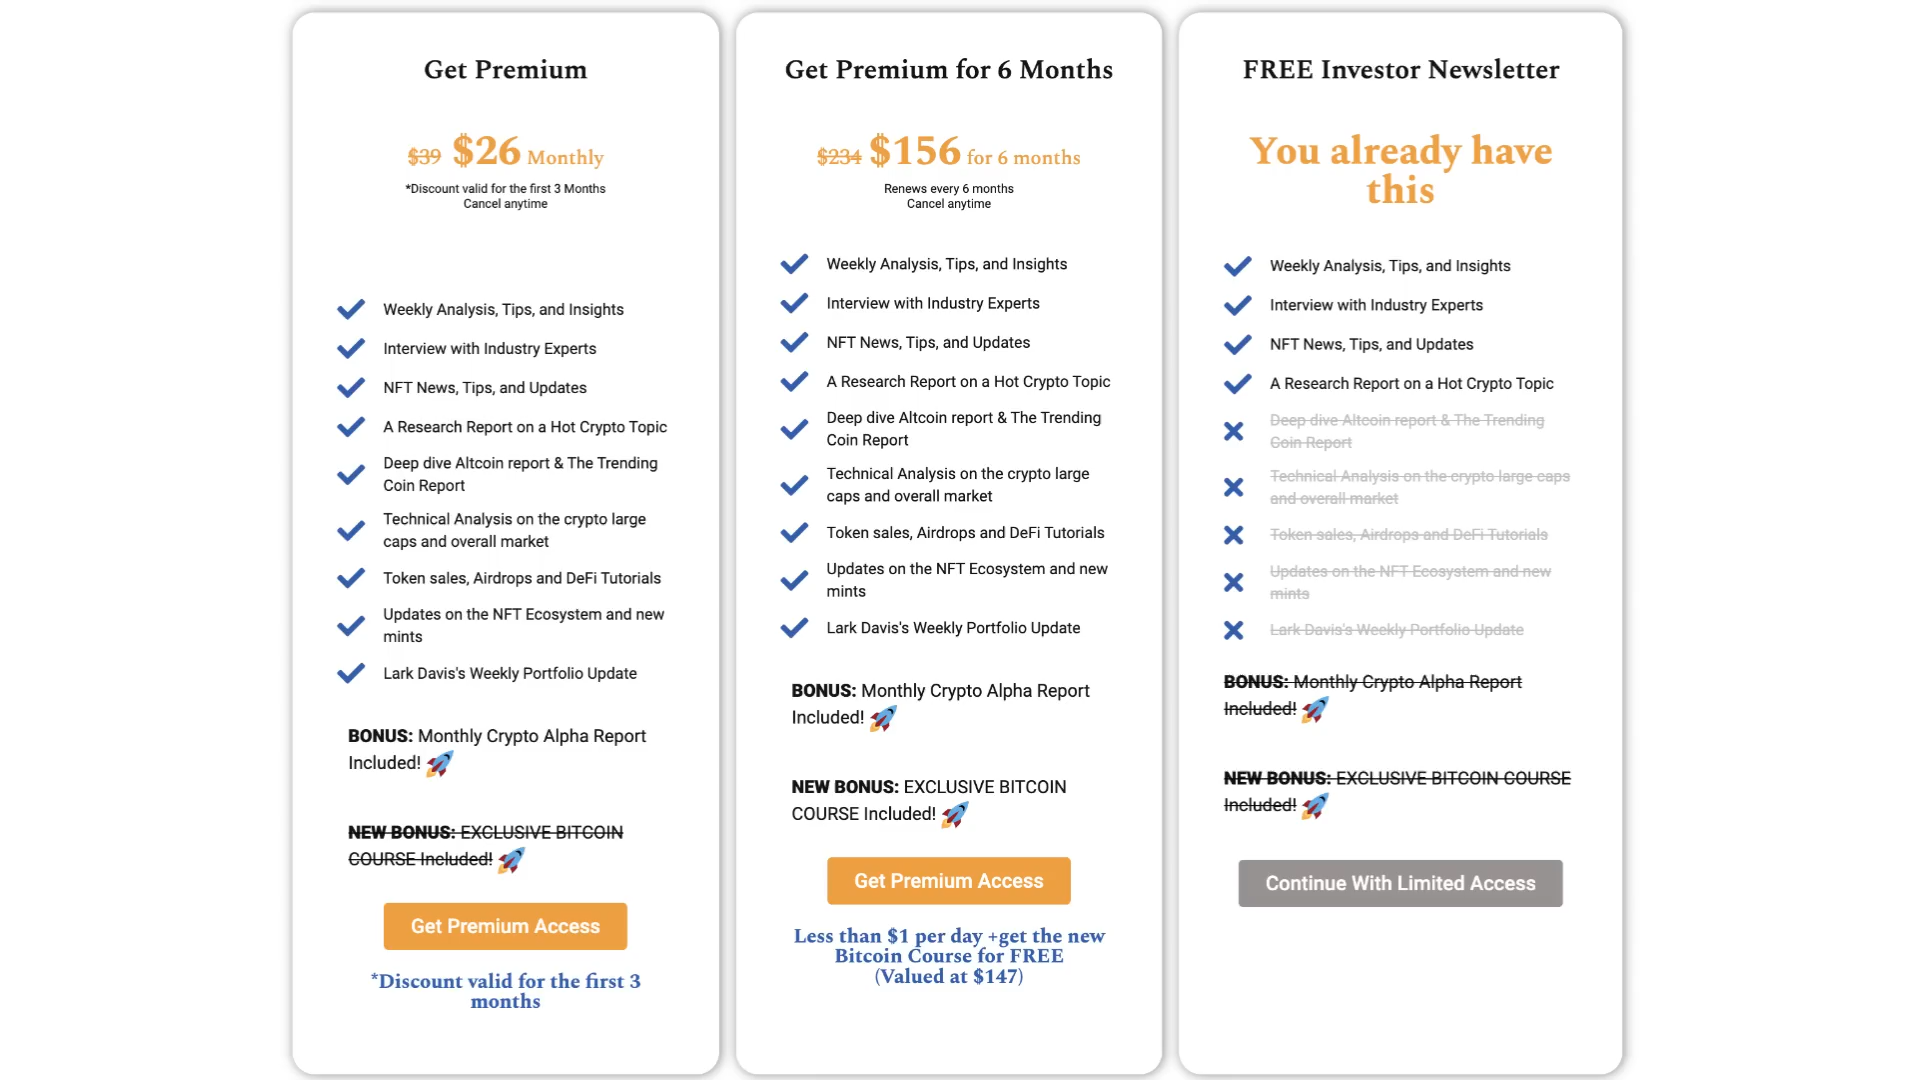 Get Premium
$39 $26 Monthly
*Discount valid for the first 3 Months
Cancel anytime
Weekly Analysis, Tips, and Insights
Interview with Industry Experts
NFT News, Tips, and Updates
A Research Report on a Hot Crypto Topic
Deep dive Altcoin report & The Trending
Coin Report
Technical Analysis on the crypto large
caps and overall market
Token sales, Airdrops and DeFi Tutorials
Updates on the NFT Ecosystem and new
mints
Lark Davis's Weekly Portfolio Update
BONUS: Monthly Crypto Alpha Report
Included! 🚀
NEW BONUS: EXCLUSIVE BITCOIN
COURSE Included! 🚀
Get Premium Access
*Discount valid for the first 3
months
Get Premium for 6 Months
$234 $156 for 6 months
Renews every 6 months
Cancel anytime
Weekly Analysis, Tips, and Insights
Interview with Industry Experts
NFT News, Tips, and Updates
A Research Report on a Hot Crypto Topic
Deep dive Altcoin report & The Trending
Coin Report
Technical Analysis on the crypto large
caps and overall market
Token sales, Airdrops and DeFi Tutorials
Updates on the NFT Ecosystem and new
mints
Lark Davis's Weekly Portfolio Update
BONUS: Monthly Crypto Alpha Report
Included! 🚀
NEW BONUS: EXCLUSIVE BITCOIN
COURSE Included! 🚀
Get Premium Access
Less than $1 per day +get the new
Bitcoin Course for FREE
(Valued at $147)
FREE Investor Newsletter
You already have
this
Weekly Analysis, Tips, and Insights
Interview with Industry Experts
NFT News, Tips, and Updates
A Research Report on a Hot Crypto Topic
Deep dive Altcoin report & The Trending
Coin Report
Technical Analysis on the crypto large caps
and overall market
Token sales, Airdrops and DeFi Tutorials
Updates on the NFT Ecosystem and new
mints
Lark Davis's Weekly Portfolio Update
BONUS: Monthly Crypto Alpha Report
Included! 🚀
NEW BONUS: EXCLUSIVE BITCOIN COURSE
Included! 🚀
Continue With Limited Access